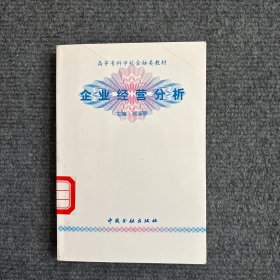 高等专科学校金融类教材
企业经营分析
主编
中国金融出版社